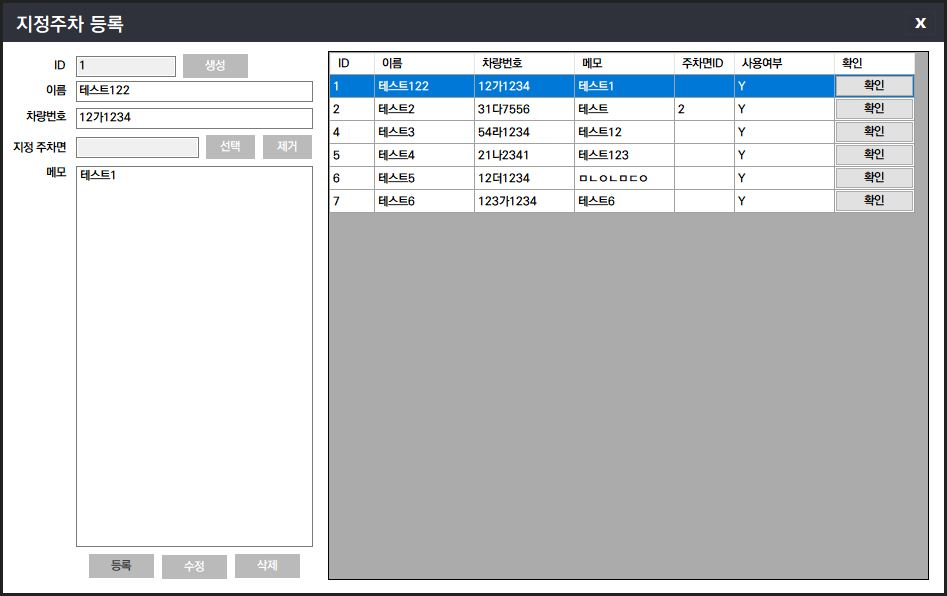 지정주차 등록 X
ID 1 생성
이름 테스트122
차량번호 12가1234
지정 주차면 선택 제거
메모 테스트1
등록 수정 삭제
ID 이름 차량번호 메모 주차면ID 사용여부 확인
1 테스트122 12가1234 테스트1 Y 확인
2 테스트2 31다7556 테스트 2 Y 확인
4 테스트3 54라1234 테스트12 Y 확인
5 테스트4 21나2341 테스트123 Y 확인
6 테스트5 12더1234 ㅁㄴㅇㄴㅁㄷㅇ Y 확인
7 테스트6 123가1234 테스트6 Y 확인